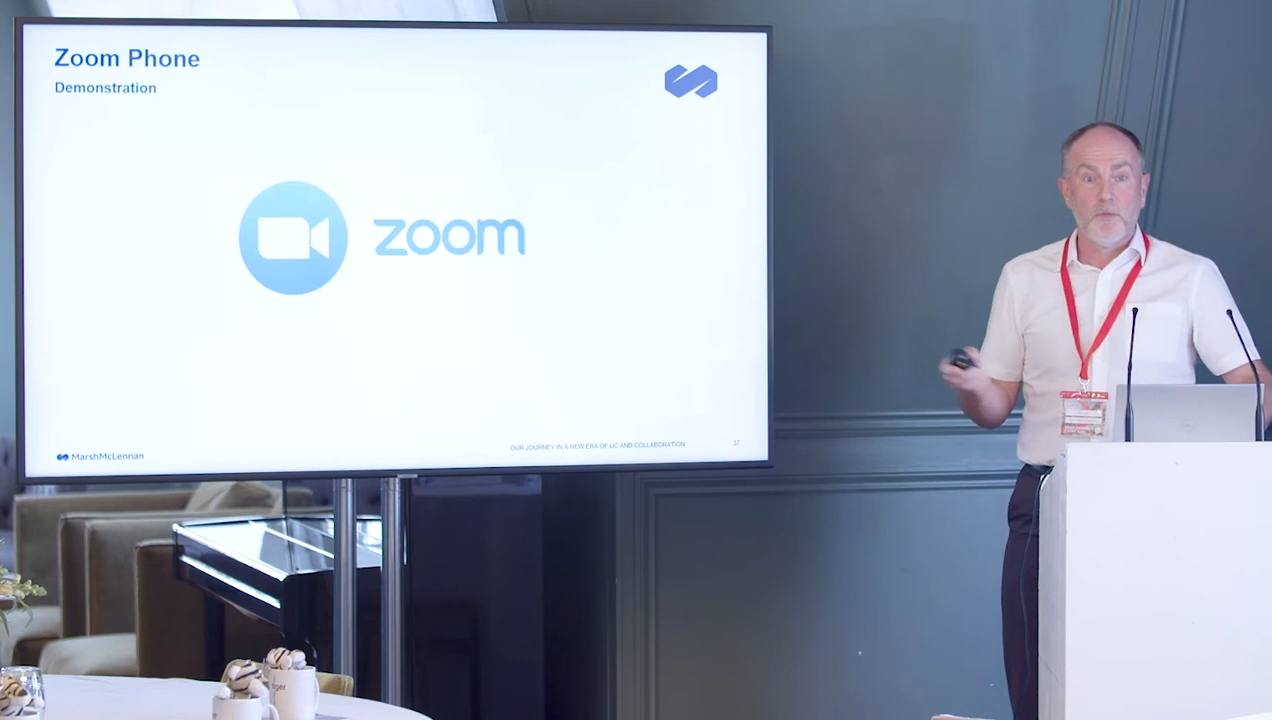 Zoom Phone
Demonstration
zoom
MarshMcLennan
OUR JOURNEY IN A NEW ERA OF UC AND COLLABORATION
37